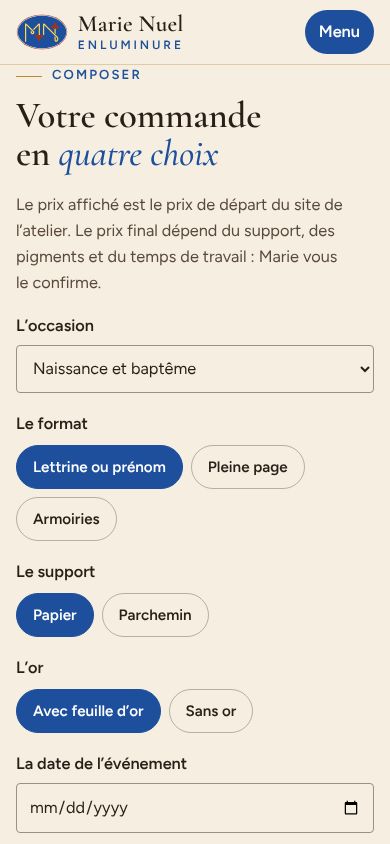 MN
Marie Nuel
ENLUMINURE
Menu
COMPOSER
Votre commande
en quatre choix
Le prix affiché est le prix de départ du site de
l’atelier. Le prix final dépend du support, des
pigments et du temps de travail : Marie vous
le confirme.
L’occasion
Naissance et baptême
Le format
Lettrine ou prénom
Pleine page
Armoiries
Le support
Papier
Parchemin
L’or
Avec feuille d’or
Sans or
La date de l’événement
mm/dd/yyyy